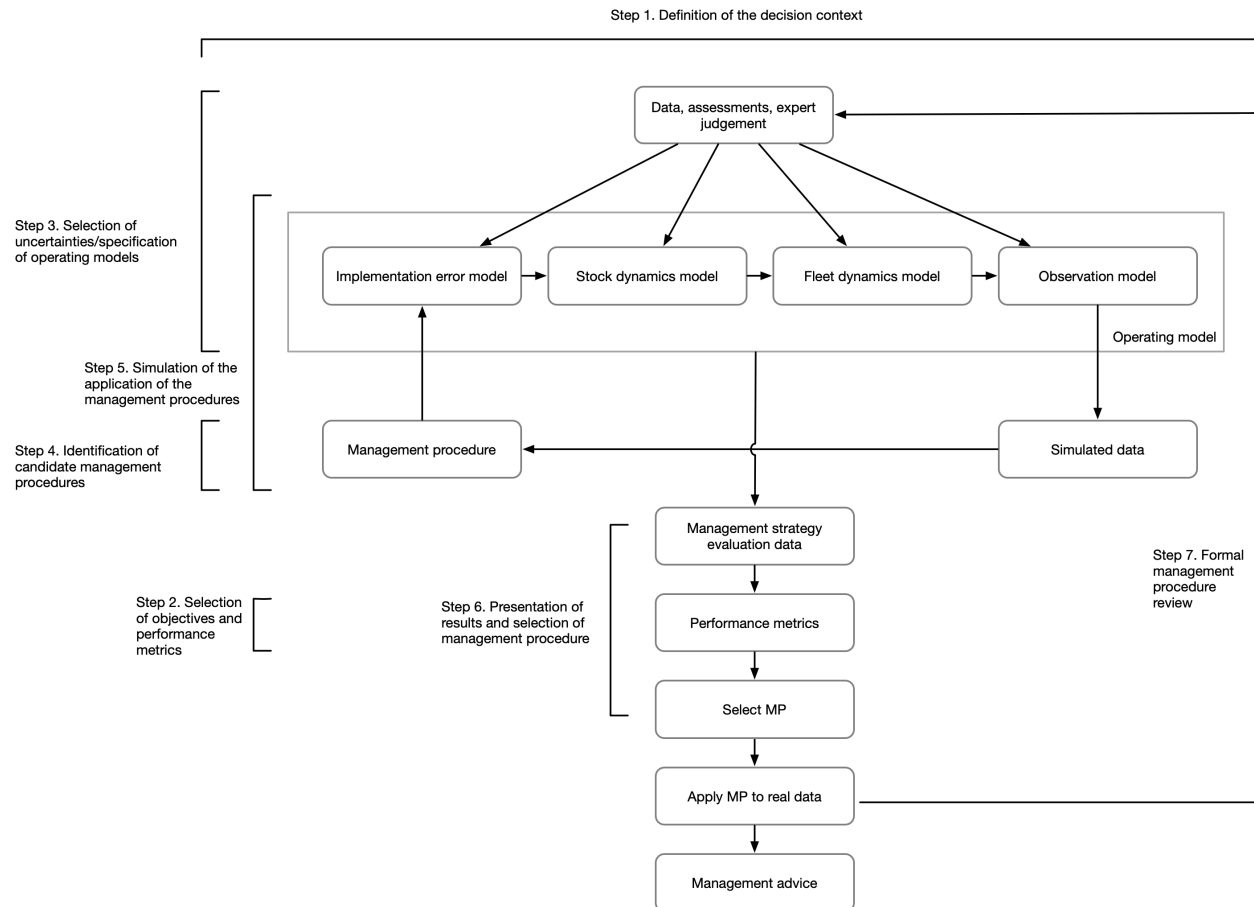 Step 1. Definition of the decision context
Data, assessments, expert
judgement
Step 3. Selection of
uncertainties/specification
of operating models
Implementation error model
Stock dynamics model
Fleet dynamics model
Observation model
Operating model
Step 5. Simulation of the
application of the
management procedures
Step 4. Identification of
candidate management
procedures
Management procedure
Simulated data
Management strategy
evaluation data
Step 7. Formal
management
procedure
review
Step 2. Selection
of objectives and
performance
metrics
Step 6. Presentation of
results and selection of
management procedure
Performance metrics
Select MP
Apply MP to real data
Management advice